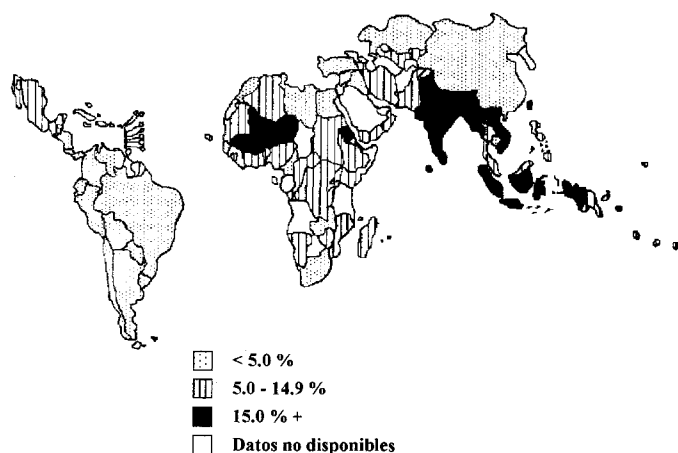 < 5.0 %
5.0 - 14.9 %
15.0 % +
Datos no disponibles